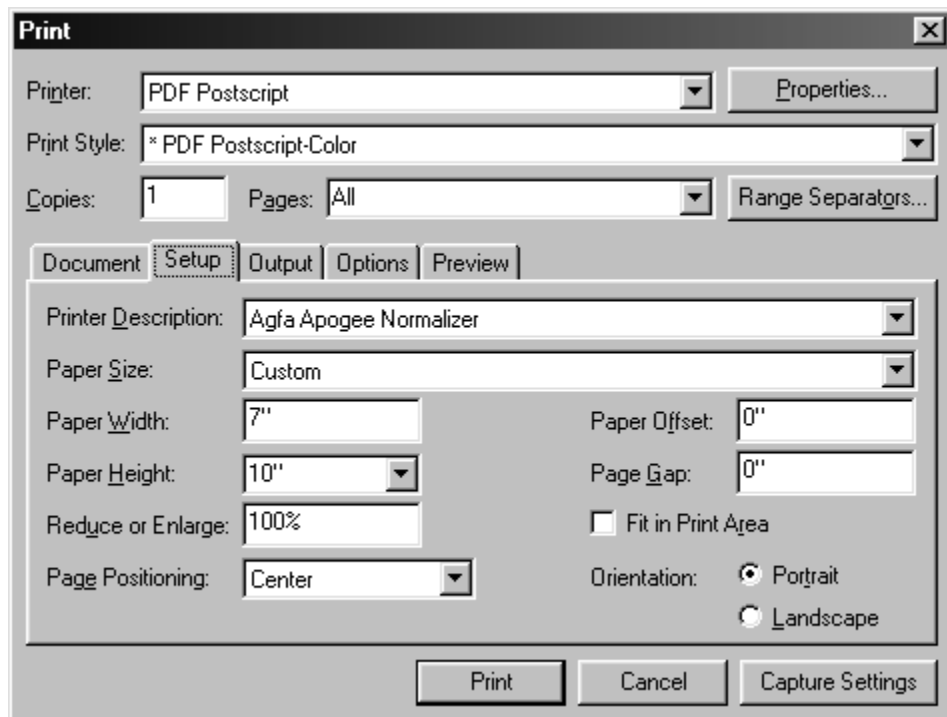 Print
Printer: PDF Postscript Properties...
Print Style: * PDF Postscript-Color
Copies: 1 Pages: All Range Separators...
Document Setup Output Options Preview
Printer Description: Agfa Apogee Normalizer
Paper Size: Custom
Paper Width: 7" Paper Offset: 0"
Paper Height: 10" Page Gap: 0"
Reduce or Enlarge: 100% Fit in Print Area
Page Positioning: Center Orientation: Portrait
Landscape
Print Cancel Capture Settings